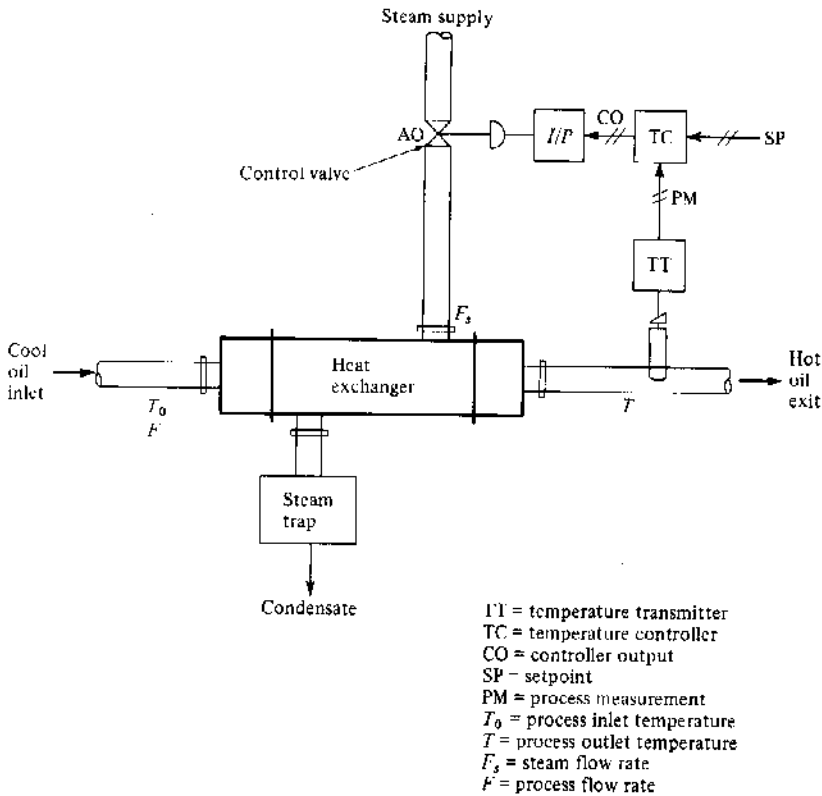 Steam supply
AO
Control valve
I/P
CO
TC
SP
PM
TT
F_s
Cool
oil
inlet
T_0
F
Heat
exchanger
T
Hot
oil
exit
Steam
trap
Condensate
TT = temperature transmitter
TC = temperature controller
CO = controller output
SP = setpoint
PM = process measurement
T_0 = process inlet temperature
T = process outlet temperature
F_s = steam flow rate
F = process flow rate